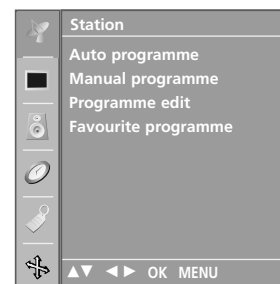 Station
Auto programme
Manual programme
Programme edit
Favourite programme
▲▼ ◄► OK MENU